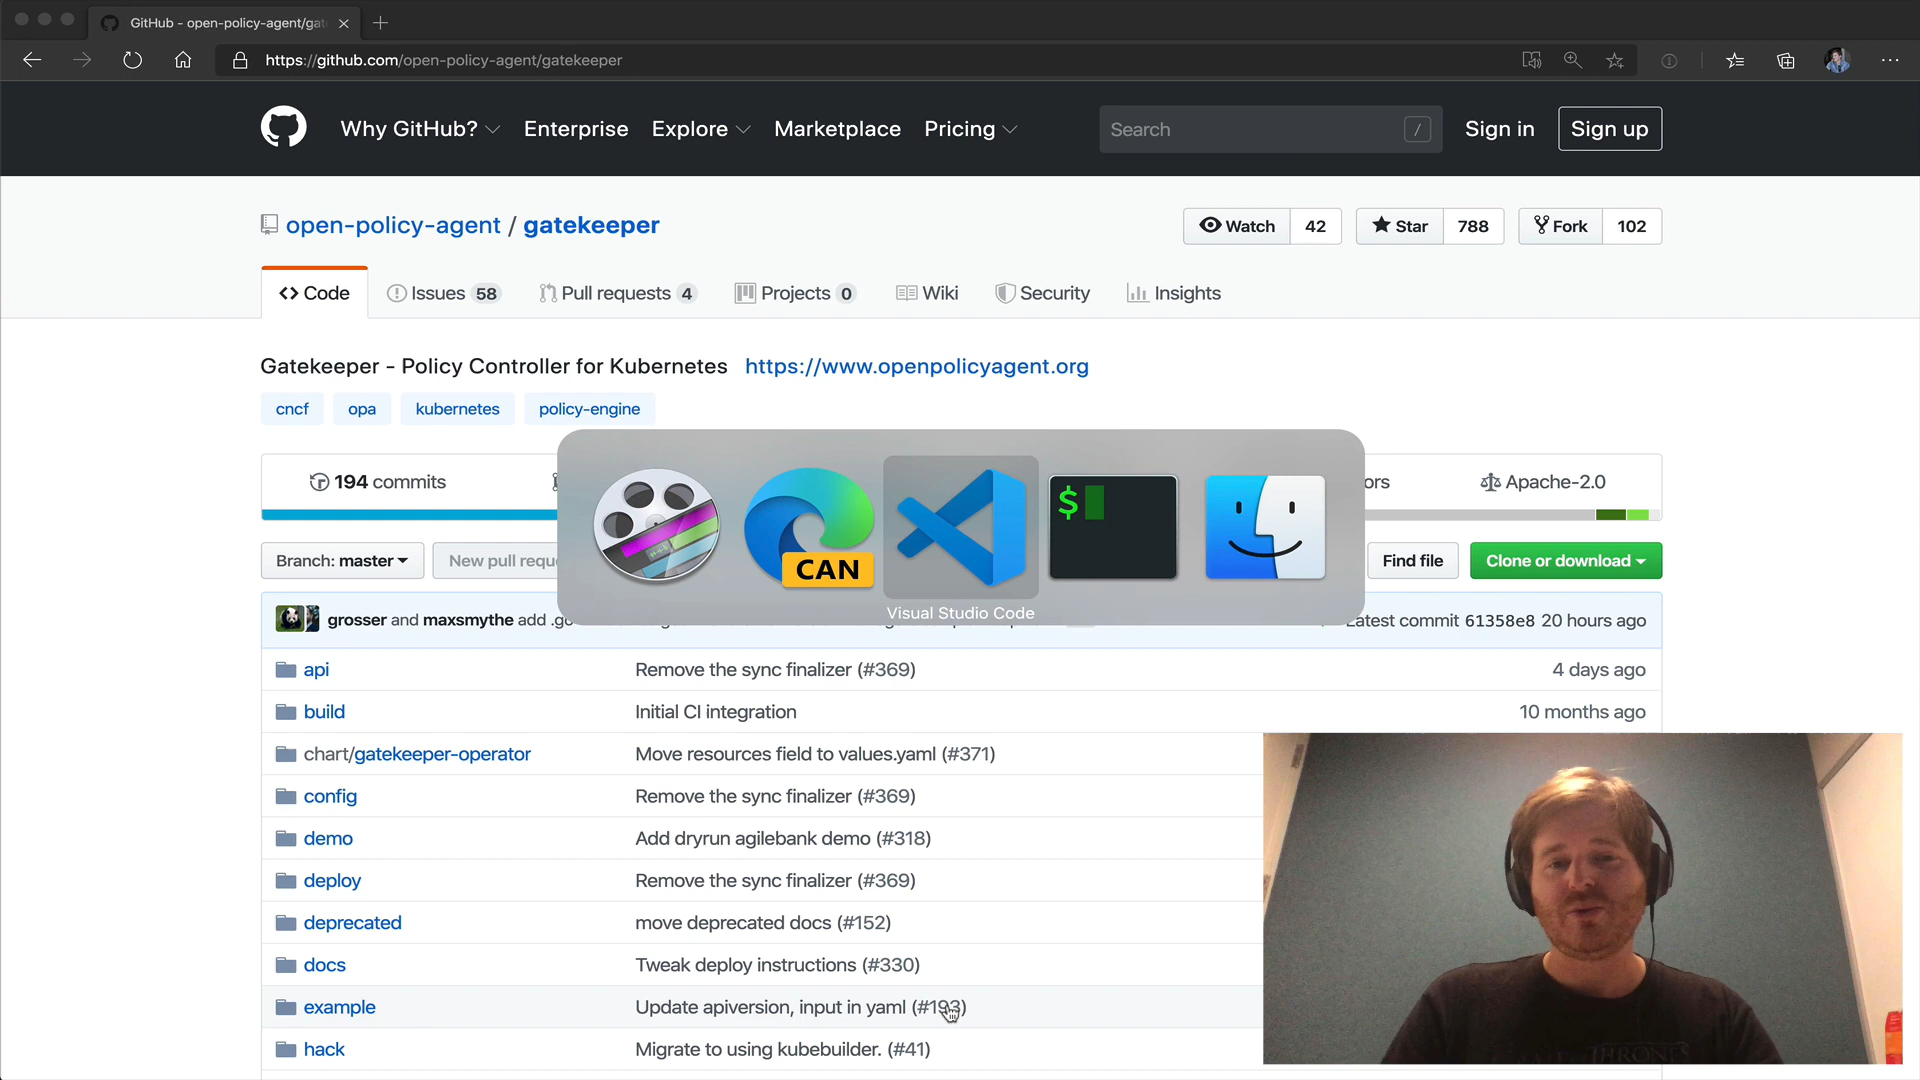 GitHub - open-policy-agent/gat
https://github.com/open-policy-agent/gatekeeper
Why GitHub? Enterprise Explore Marketplace Pricing Search / Sign in Sign up
open-policy-agent / gatekeeper
Watch 42 Star 788 Fork 102
Code Issues 58 Pull requests 4 Projects 0 Wiki Security Insights
Gatekeeper - Policy Controller for Kubernetes https://www.openpolicyagent.org
cncf opa kubernetes policy-engine
194 commits ors Apache-2.0
$
CAN
Branch: master New pull reque Find file Clone or download
Visual Studio Code
grosser and maxsmythe add .go Latest commit 61358e8 20 hours ago
api Remove the sync finalizer (#369) 4 days ago
build Initial CI integration 10 months ago
chart/gatekeeper-operator Move resources field to values.yaml (#371)
config Remove the sync finalizer (#369)
demo Add dryrun agilebank demo (#318)
deploy Remove the sync finalizer (#369)
deprecated move deprecated docs (#152)
docs Tweak deploy instructions (#330)
example Update apiversion, input in yaml (#193)
hack Migrate to using kubebuilder. (#41)
THRONES